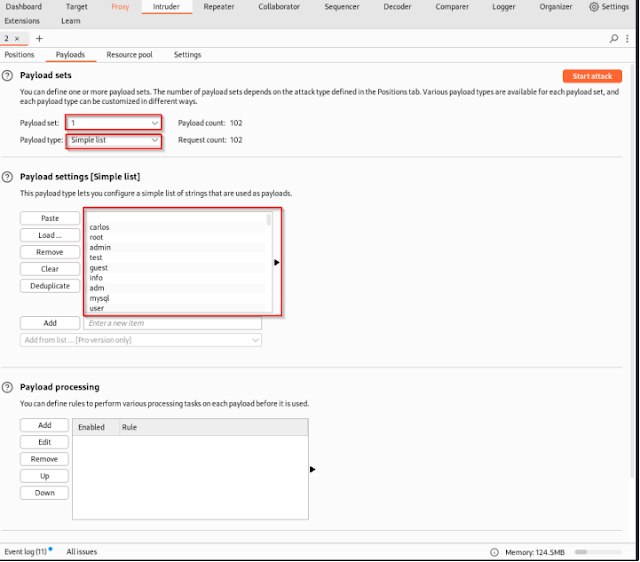 Dashboard Target Proxy Intruder Repeater Collaborator Sequencer Decoder Comparer Logger Organizer Settings
Extensions Learn
2 × +
Positions Payloads Resource pool Settings
? Payload sets Start attack
You can define one or more payload sets. The number of payload sets depends on the attack type defined in the Positions tab. Various payload types are available for each payload set, and
each payload type can be customized in different ways.
Payload set: 1 Payload count: 102
Payload type: Simple list Request count: 102
? Payload settings [Simple list]
This payload type lets you configure a simple list of strings that are used as payloads.
Paste
Load ...
Remove
Clear
Deduplicate
carlos
root
admin
test
guest
info
adm
mysql
user
Add Enter a new item
Add from list ... [Pro version only]
? Payload processing
You can define rules to perform various processing tasks on each payload before it is used.
Add
Edit
Remove
Up
Down
Enabled Rule
Event log (11) All issues Memory: 124.5MB